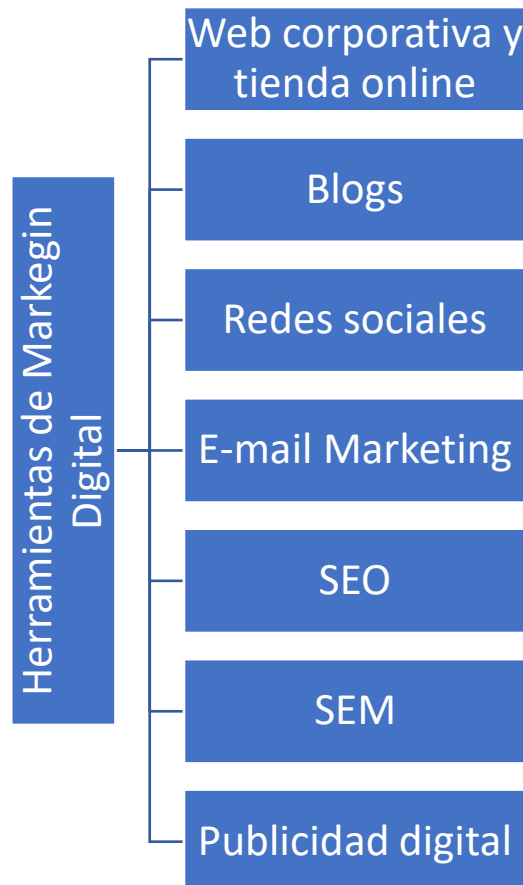 Herramientas de Markegin
Digital
Web corporativa y
tienda online
Blogs
Redes sociales
E-mail Marketing
SEO
SEM
Publicidad digital